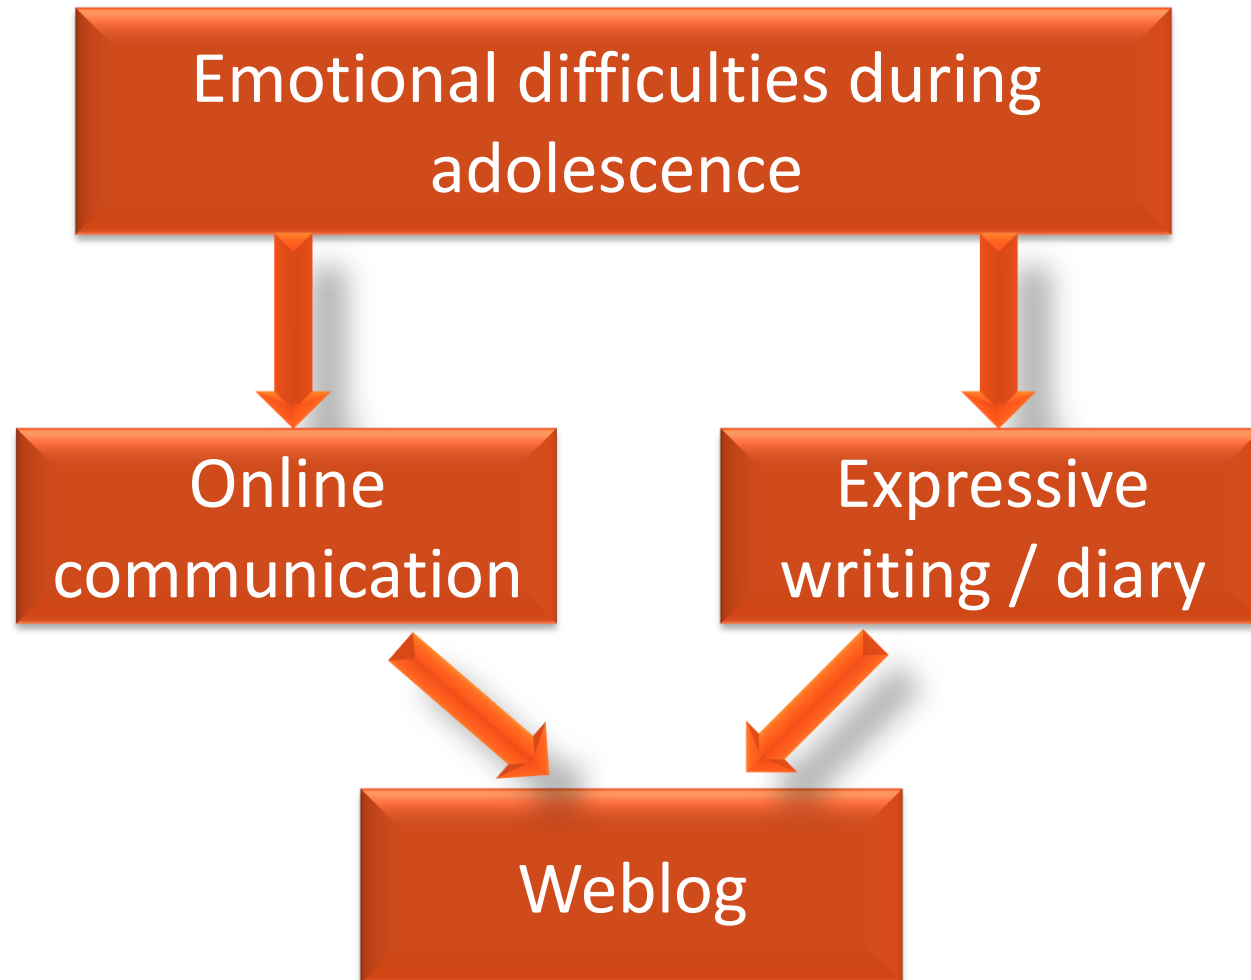 Emotional difficulties during
adolescence
Online
communication
Expressive
writing / diary
Weblog